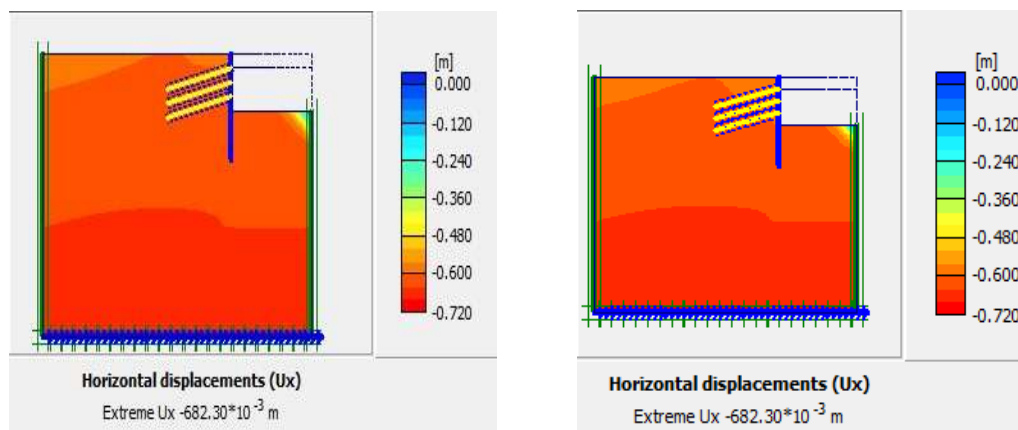 [m]
0.000
-0.120
-0.240
-0.360
-0.480
-0.600
-0.720
Horizontal displacements (Ux)
Extreme Ux -682.30*10 -3 m
[m]
0.000
-0.120
-0.240
-0.360
-0.480
-0.600
-0.720
Horizontal displacements (Ux)
Extreme Ux -682.30*10 -3 m